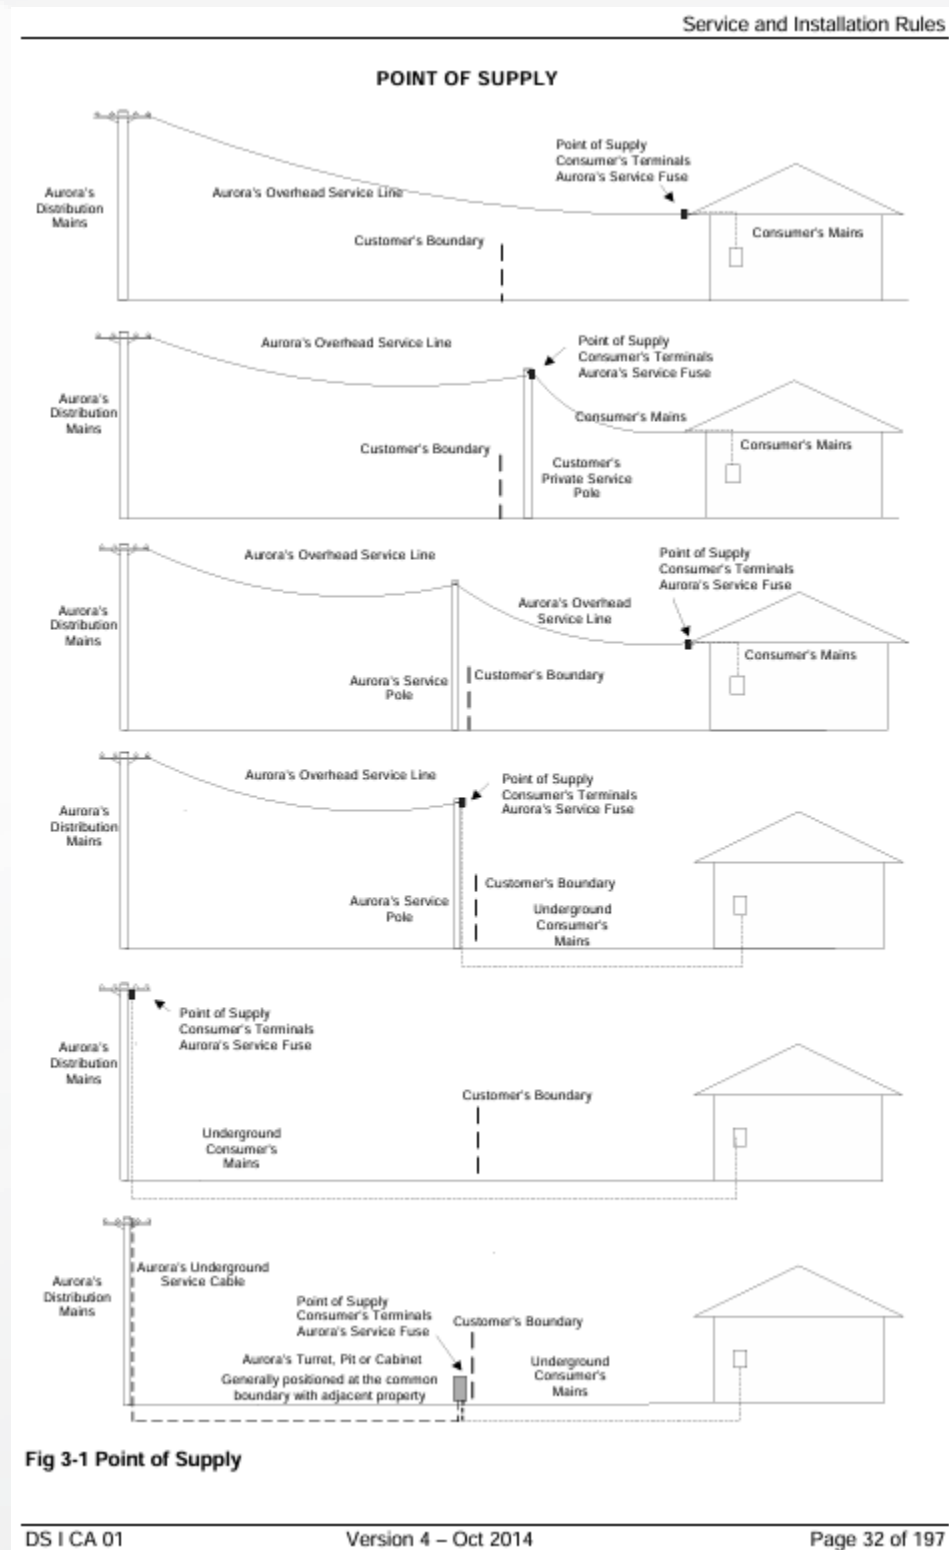 Service and Installation Rules
POINT OF SUPPLY
Point of Supply
Consumer's Terminals
Aurora's Service Fuse
Aurora's
Distribution
Mains
Aurora's Overhead Service Line
Consumer's Mains
Customer's Boundary
Aurora's Overhead Service Line
Point of Supply
Consumer's Terminals
Aurora's Service Fuse
Aurora's
Distribution
Mains
Consumer's Mains
Consumer's Mains
Customer's Boundary
Customer's
Private Service
Pole
Aurora's Overhead Service Line
Point of Supply
Consumer's Terminals
Aurora's Service Fuse
Aurora's
Distribution
Mains
Aurora's Overhead
Service Line
Consumer's Mains
Aurora's Service
Pole
Customer's Boundary
Aurora's Overhead Service Line
Point of Supply
Consumer's Terminals
Aurora's Service Fuse
Aurora's
Distribution
Mains
Aurora's Service
Pole
Customer's Boundary
Underground
Consumer's
Mains
Point of Supply
Consumer's Terminals
Aurora's Service Fuse
Aurora's
Distribution
Mains
Customer's Boundary
Underground
Consumer's
Mains
Aurora's Underground
Service Cable
Aurora's
Distribution
Mains
Point of Supply
Consumer's Terminals
Aurora's Service Fuse
Customer's Boundary
Aurora's Turret, Pit or Cabinet
Generally positioned at the common
boundary with adjacent property
Underground
Consumer's
Mains
Fig 3-1 Point of Supply
DS I CA 01 Version 4 – Oct 2014 Page 32 of 197